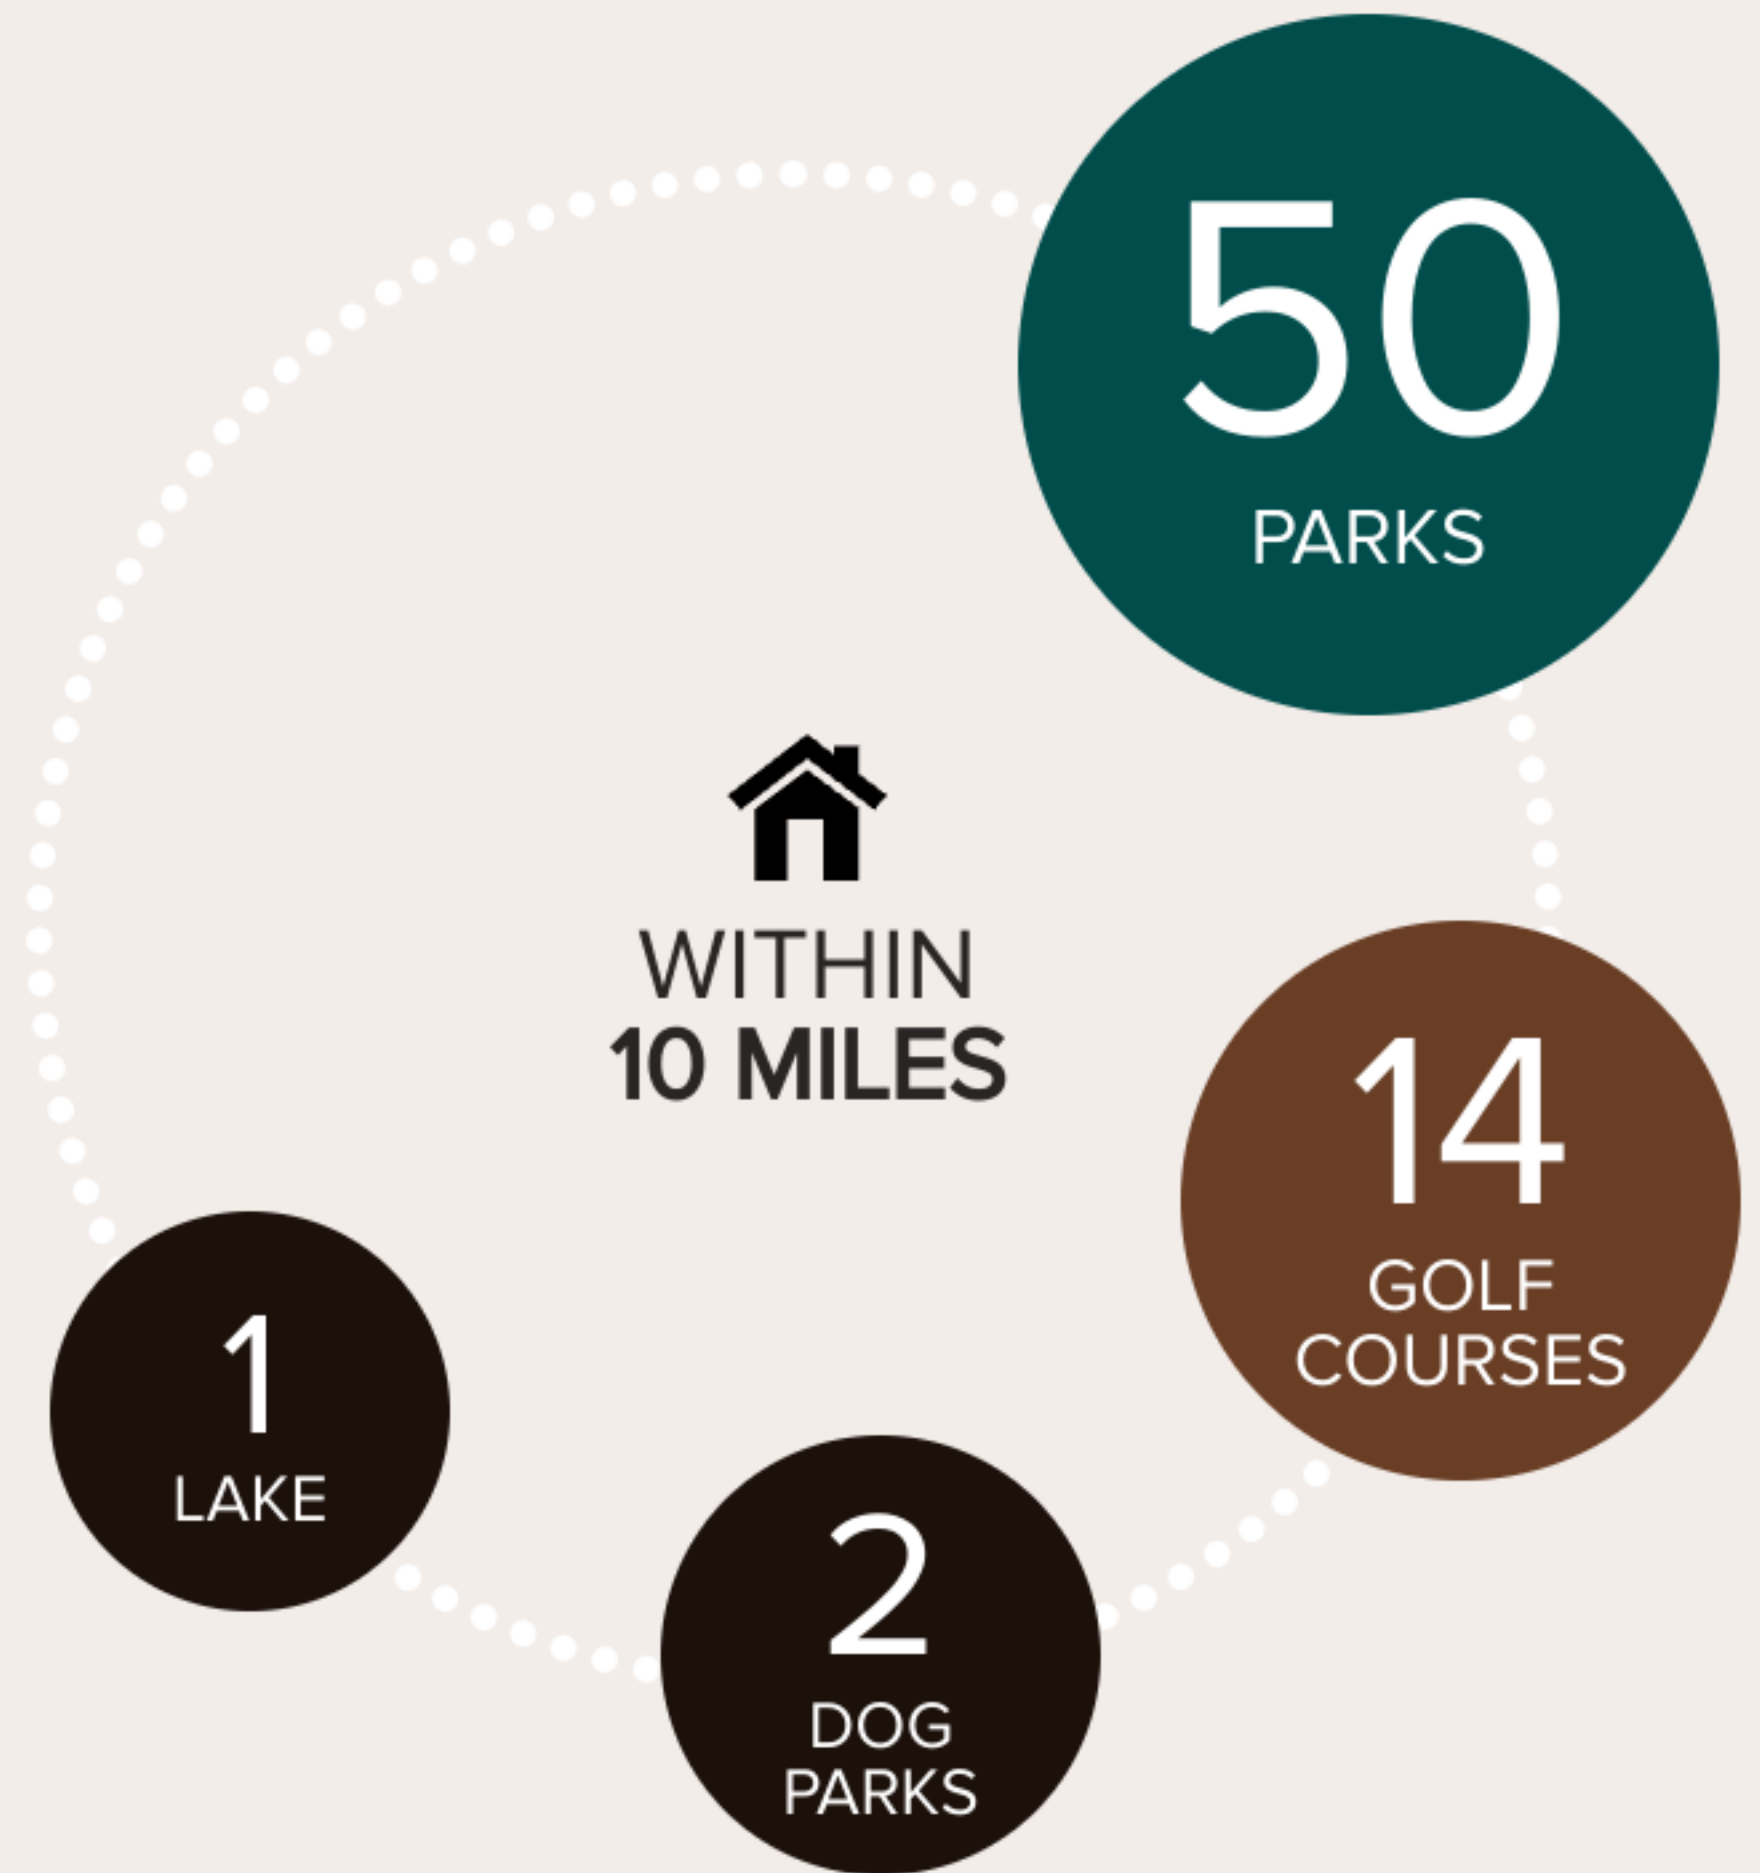 50
PARKS
WITHIN
10 MILES
14
GOLF
COURSES
1
LAKE
2
DOG
PARKS